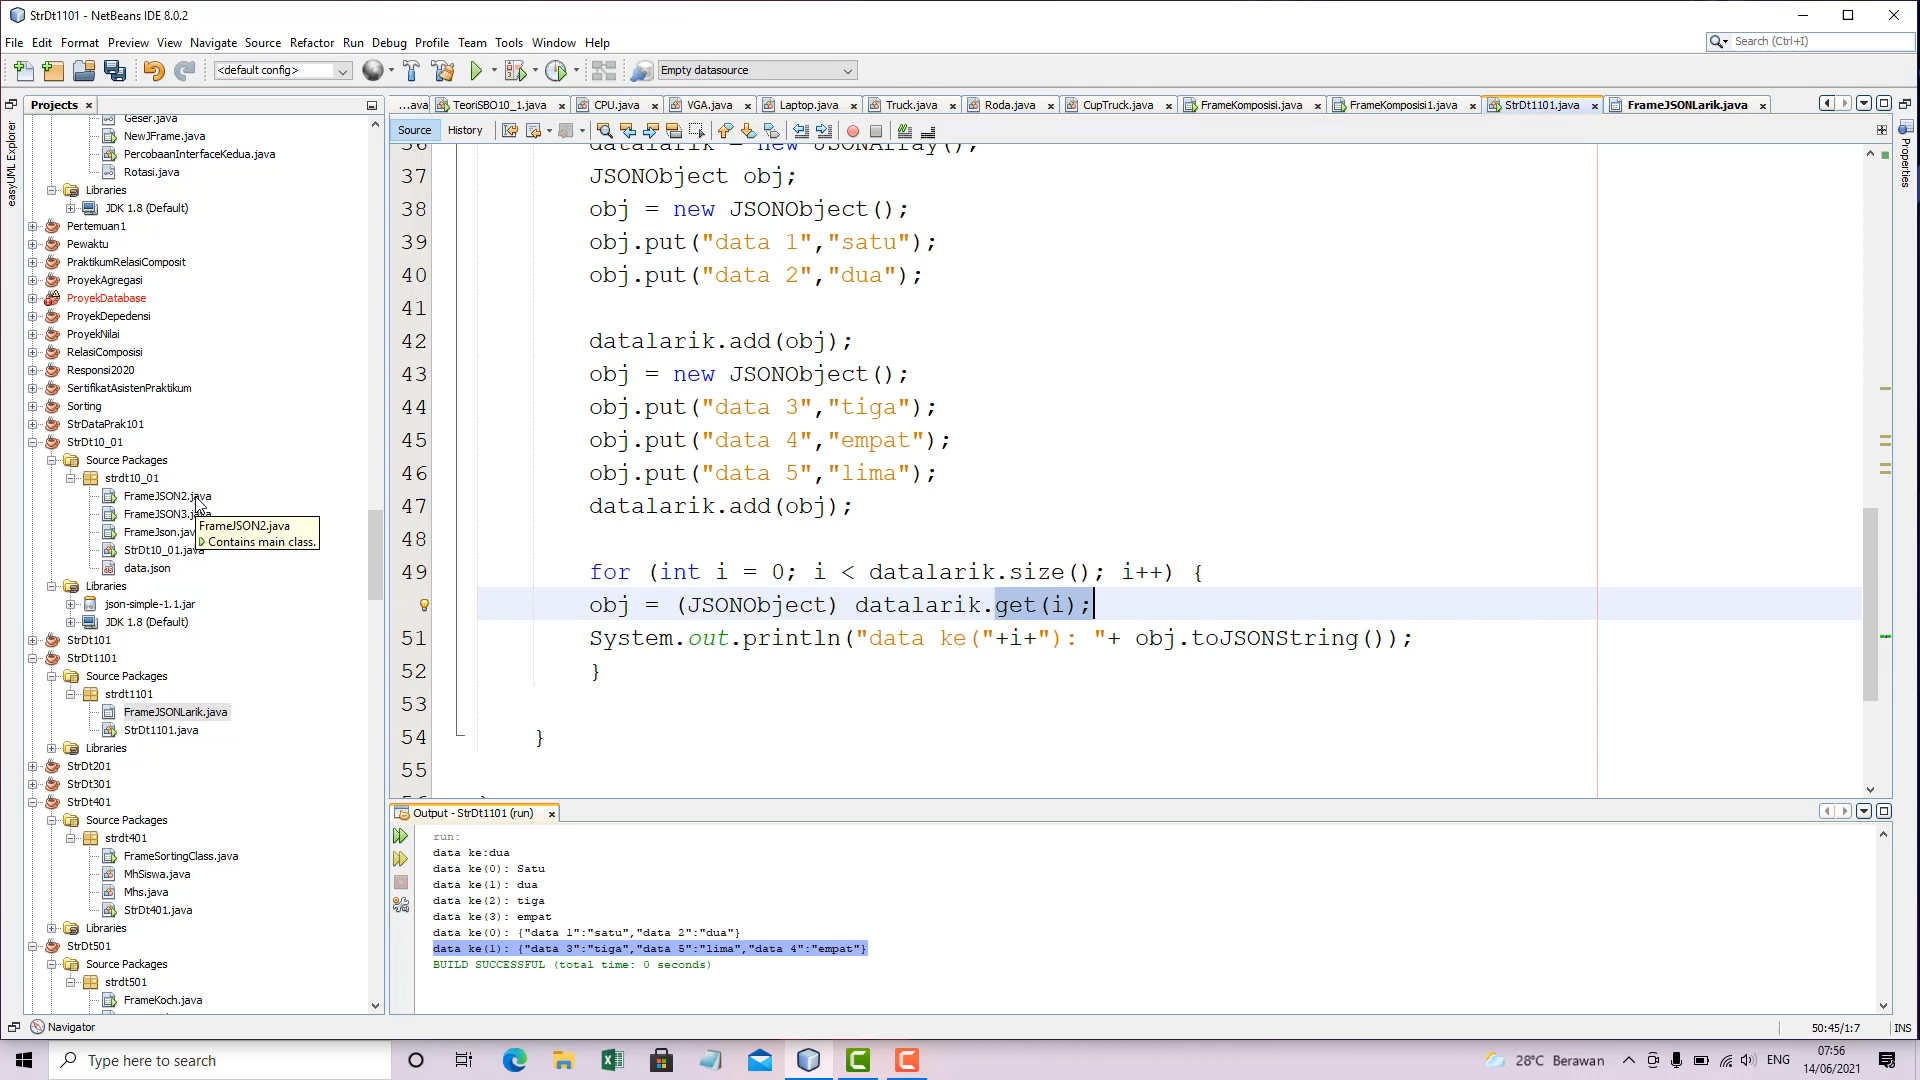 StrDt1101 - NetBeans IDE 8.0.2
File Edit Format Preview View Navigate Source Refactor Run Debug Profile Team Tools Window Help
Search (Ctrl+I)
<default config>
Empty datasource
Projects
...ava
TeoriSBO10_1.java
CPU.java
VGA.java
Laptop.java
Truck.java
Roda.java
CupTruck.java
FrameKomposisi.java
FrameKomposisi1.java
StrDt1101.java
FrameJSONLarik.java
easyUML Explorer
Properties
Source History
Geser.java
NewJFrame.java
PercobaanInterfaceKedua.java
Rotasi.java
Libraries
JDK 1.8 (Default)
Pertemuan1
Pewaktu
PraktikumRelasiComposit
ProyekAgregasi
ProyekDatabase
ProyekDepedensi
ProyekNilai
RelasiComposisi
Responsi2020
SertifikatAsistenPraktikum
Sorting
StrDataPrak101
StrDt10_01
Source Packages
strdt10_01
FrameJSON2.java
FrameJSON3.java
FrameJson.jav
StrDt10_01.java
data.json
Libraries
json-simple-1.1.jar
JDK 1.8 (Default)
StrDt101
StrDt1101
Source Packages
strdt1101
FrameJSONLarik.java
StrDt1101.java
Libraries
StrDt201
StrDt301
StrDt401
Source Packages
strdt401
FrameSortingClass.java
MhSiswa.java
Mhs.java
StrDt401.java
Libraries
StrDt501
Source Packages
strdt501
FrameKoch.java
FrameJSON2.java
Contains main class.
36 datalarik = new JSONArray();
37 JSONObject obj;
38 obj = new JSONObject();
39 obj.put("data 1","satu");
40 obj.put("data 2","dua");
41
42 datalarik.add(obj);
43 obj = new JSONObject();
44 obj.put("data 3","tiga");
45 obj.put("data 4","empat");
46 obj.put("data 5","lima");
47 datalarik.add(obj);
48
49 for (int i = 0; i < datalarik.size(); i++) {
obj = (JSONObject) datalarik.get(i);
51 System.out.println("data ke("+i+"): "+ obj.toJSONString());
52 }
53
54 }
55
Output - StrDt1101 (run)
run:
data ke:dua
data ke(0): Satu
data ke(1): dua
data ke(2): tiga
data ke(3): empat
data ke(0): {"data 1":"satu","data 2":"dua"}
data ke(1): {"data 3":"tiga","data 5":"lima","data 4":"empat"}
BUILD SUCCESSFUL (total time: 0 seconds)
Navigator
50:45/1:7
INS
Type here to search
28°C Berawan
ENG
07:56
14/06/2021